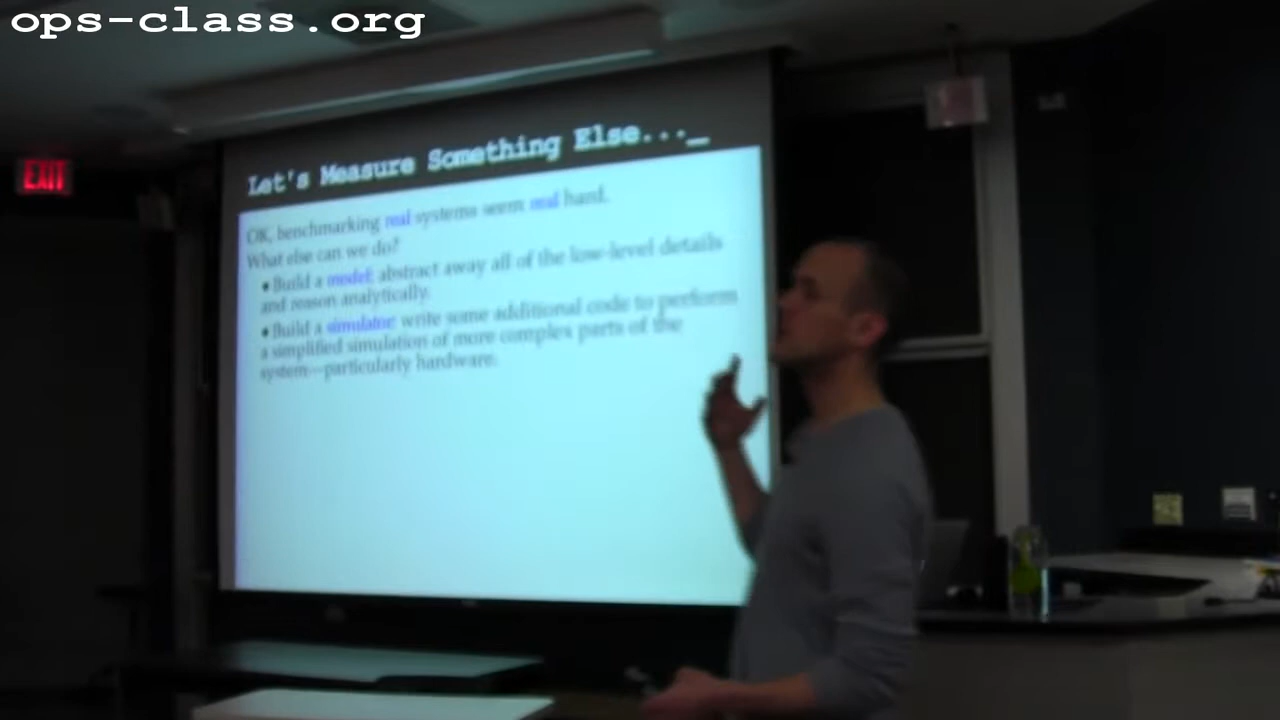 ops-class.org
EXIT
Let's Measure Something Else..._
OK, benchmarking real systems seem real hard.
What else can we do?
• Build a model: abstract away all of the low-level details
and reason analytically.
• Build a simulator: write some additional code to perform
a simplified simulation of more complex parts of the
system—particularly hardware.